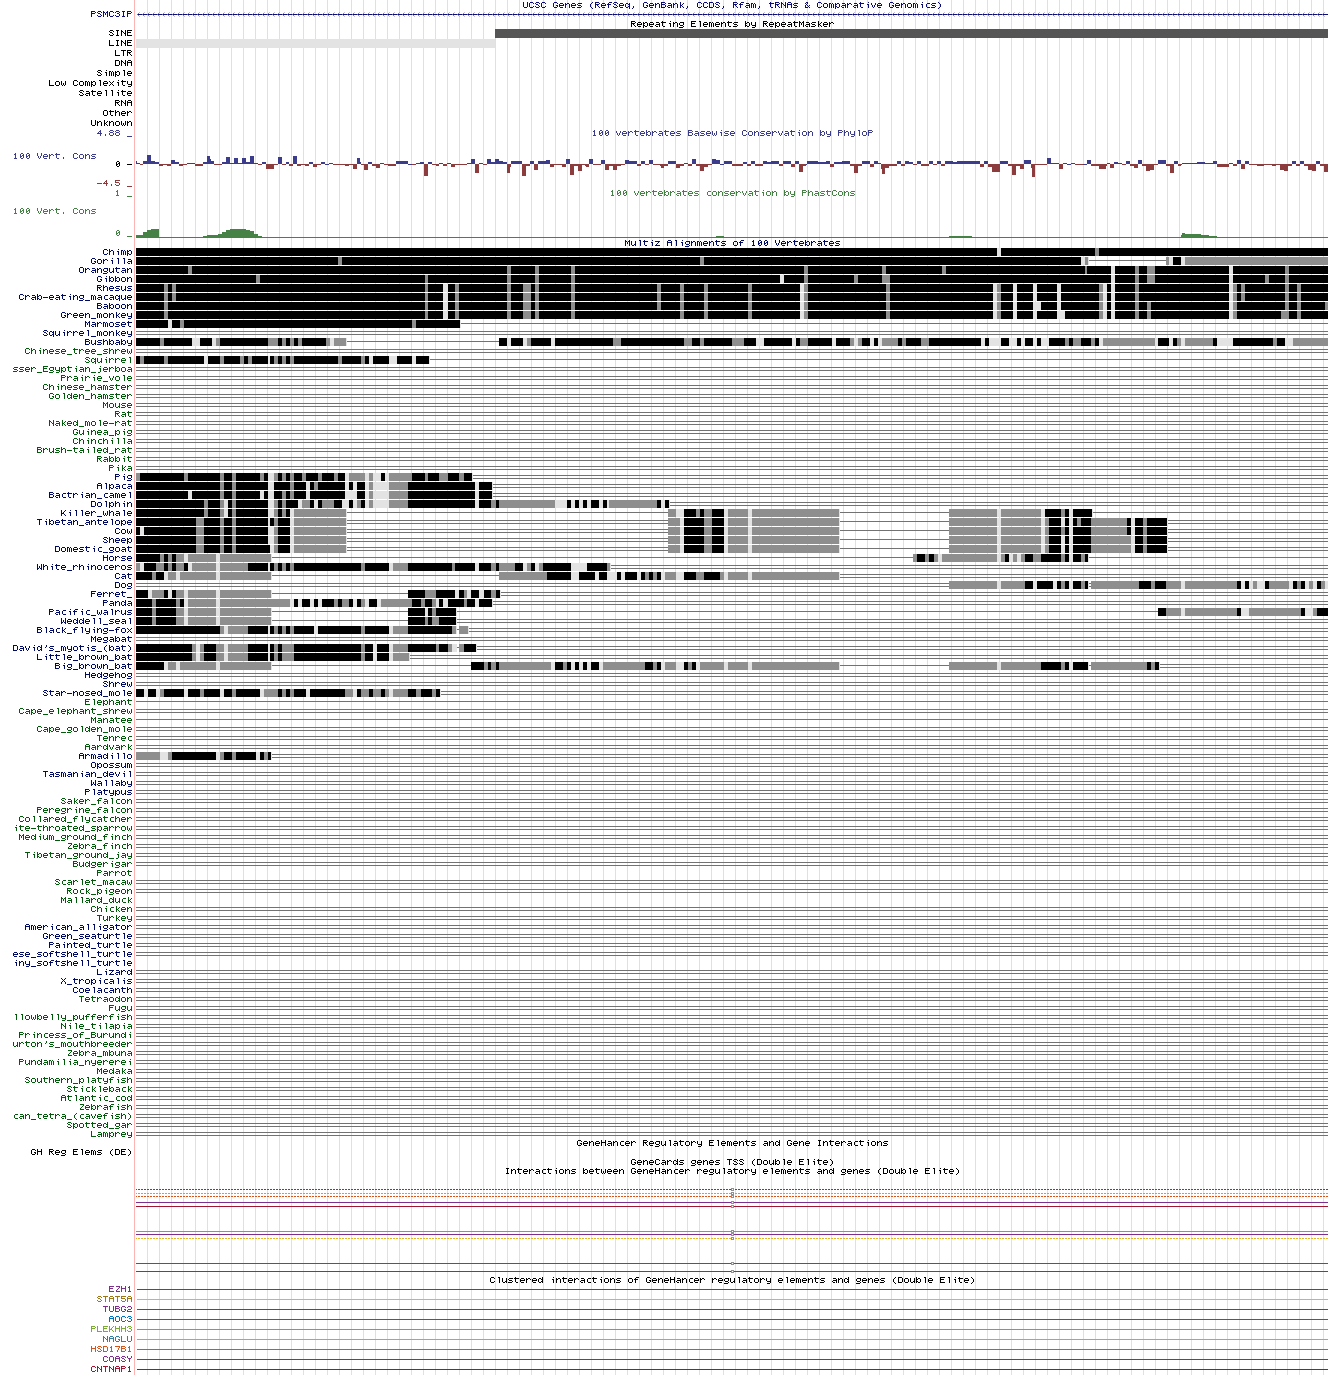 UCSC Genes (RefSeq, GenBank, CCDS, Rfam, tRNAs & Comparative Genomics)
PSMC3IP
Repeating Elements by RepeatMasker
SINE
LINE
LTR
DNA
Simple
Low Complexity
Satellite
RNA
Other
Unknown
4.88 _
100 vertebrates Basewise Conservation by PhyloP
100 Vert. Cons
0 -
-4.5 _
1 _
100 vertebrates conservation by PhastCons
100 Vert. Cons
0 _
Multiz Alignments of 100 Vertebrates
Chimp
Gorilla
Orangutan
Gibbon
Rhesus
Crab-eating_macaque
Baboon
Green_monkey
Marmoset
Squirrel_monkey
Bushbaby
Chinese_tree_shrew
Squirrel
sser_Egyptian_jerboa
Prairie_vole
Chinese_hamster
Golden_hamster
Mouse
Rat
Naked_mole-rat
Guinea_pig
Chinchilla
Brush-tailed_rat
Rabbit
Pika
Pig
Alpaca
Bactrian_camel
Dolphin
Killer_whale
Tibetan_antelope
Cow
Sheep
Domestic_goat
Horse
White_rhinoceros
Cat
Dog
Ferret_
Panda
Pacific_walrus
Weddell_seal
Black_flying-fox
Megabat
David's_myotis_(bat)
Little_brown_bat
Big_brown_bat
Hedgehog
Shrew
Star-nosed_mole
Elephant
Cape_elephant_shrew
Manatee
Cape_golden_mole
Tenrec
Aardvark
Armadillo
Opossum
Tasmanian_devil
Wallaby
Platypus
Saker_falcon
Peregrine_falcon
Collared_flycatcher
ite-throated_sparrow
Medium_ground_finch
Zebra_finch
Tibetan_ground_jay
Budgerigar
Parrot
Scarlet_macaw
Rock_pigeon
Mallard_duck
Chicken
Turkey
American_alligator
Green_seaturtle
Painted_turtle
ese_softshell_turtle
iny_softshell_turtle
Lizard
X_tropicalis
Coelacanth
Tetraodon
Fugu
llowbelly_pufferfish
Nile_tilapia
Princess_of_Burundi
urton's_mouthbreeder
Zebra_mbuna
Pundamilia_nyererei
Medaka
Southern_platyfish
Stickleback
Atlantic_cod
Zebrafish
can_tetra_(cavefish)
Spotted_gar
Lamprey
GeneHancer Regulatory Elements and Gene Interactions
GH Reg Elems (DE)
GeneCards genes TSS (Double Elite)
Interactions between GeneHancer regulatory elements and genes (Double Elite)
Clustered interactions of GeneHancer regulatory elements and genes (Double Elite)
EZH1
STAT5A
TUBG2
AOC3
PLEKHH3
NAGLU
HSD17B1
COASY
CNTNAP1